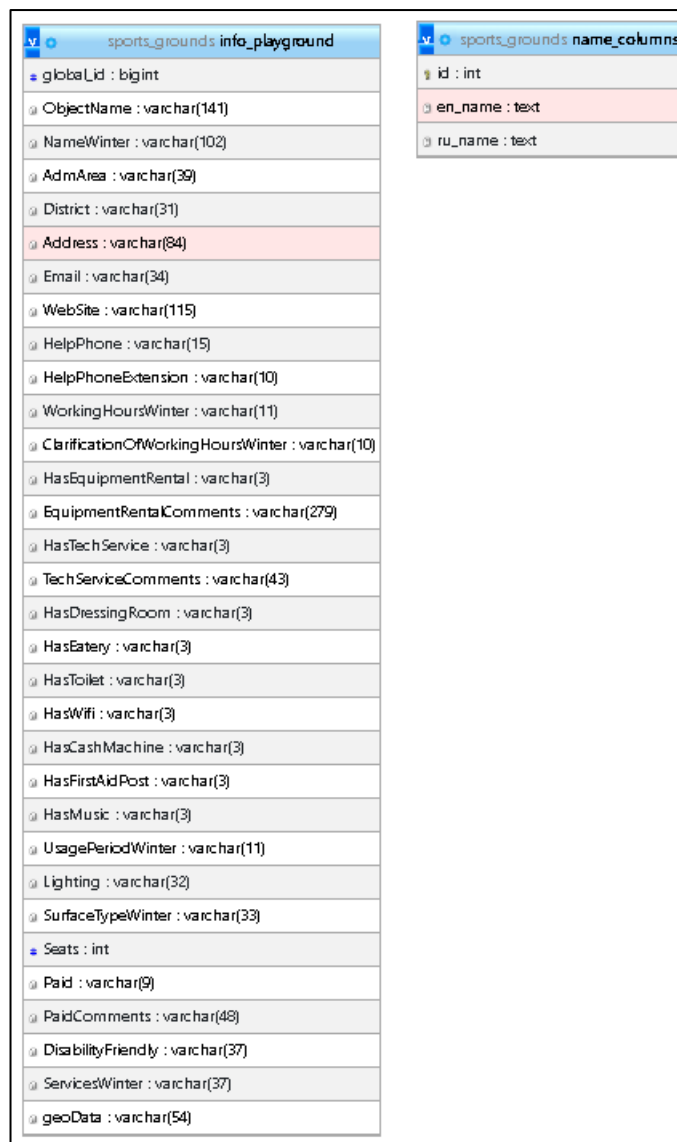 sports_grounds info_playground
global_id : bigint
ObjectName : varchar(141)
NameWinter : varchar(102)
AdmArea : varchar(39)
District : varchar(31)
Address : varchar(84)
Email : varchar(34)
WebSite : varchar(115)
HelpPhone : varchar(15)
HelpPhoneExtension : varchar(10)
WorkingHoursWinter : varchar(11)
ClarificationOfWorkingHoursWinter : varchar(10)
HasEquipmentRental : varchar(3)
EquipmentRentalComments : varchar(279)
HasTechService : varchar(3)
TechServiceComments : varchar(43)
HasDressingRoom : varchar(3)
HasEatery : varchar(3)
HasToilet : varchar(3)
HasWifi : varchar(3)
HasCashMachine : varchar(3)
HasFirstAidPost : varchar(3)
HasMusic : varchar(3)
UsagePeriodWinter : varchar(11)
Lighting : varchar(32)
SurfaceTypeWinter : varchar(33)
Seats : int
Paid : varchar(9)
PaidComments : varchar(48)
DisabilityFriendly : varchar(37)
ServicesWinter : varchar(37)
geoData : varchar(54)
sports_grounds name_columns
id : int
en_name : text
ru_name : text